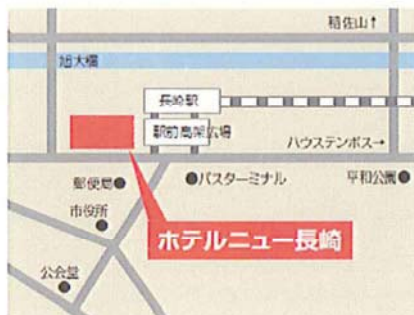 稲佐山↑
旭大橋
長崎駅
駅前高架広場
ハウステンボス→
郵便局●
●バスターミナル
平和公園●
市役所
ホテルニュー長崎
公会堂